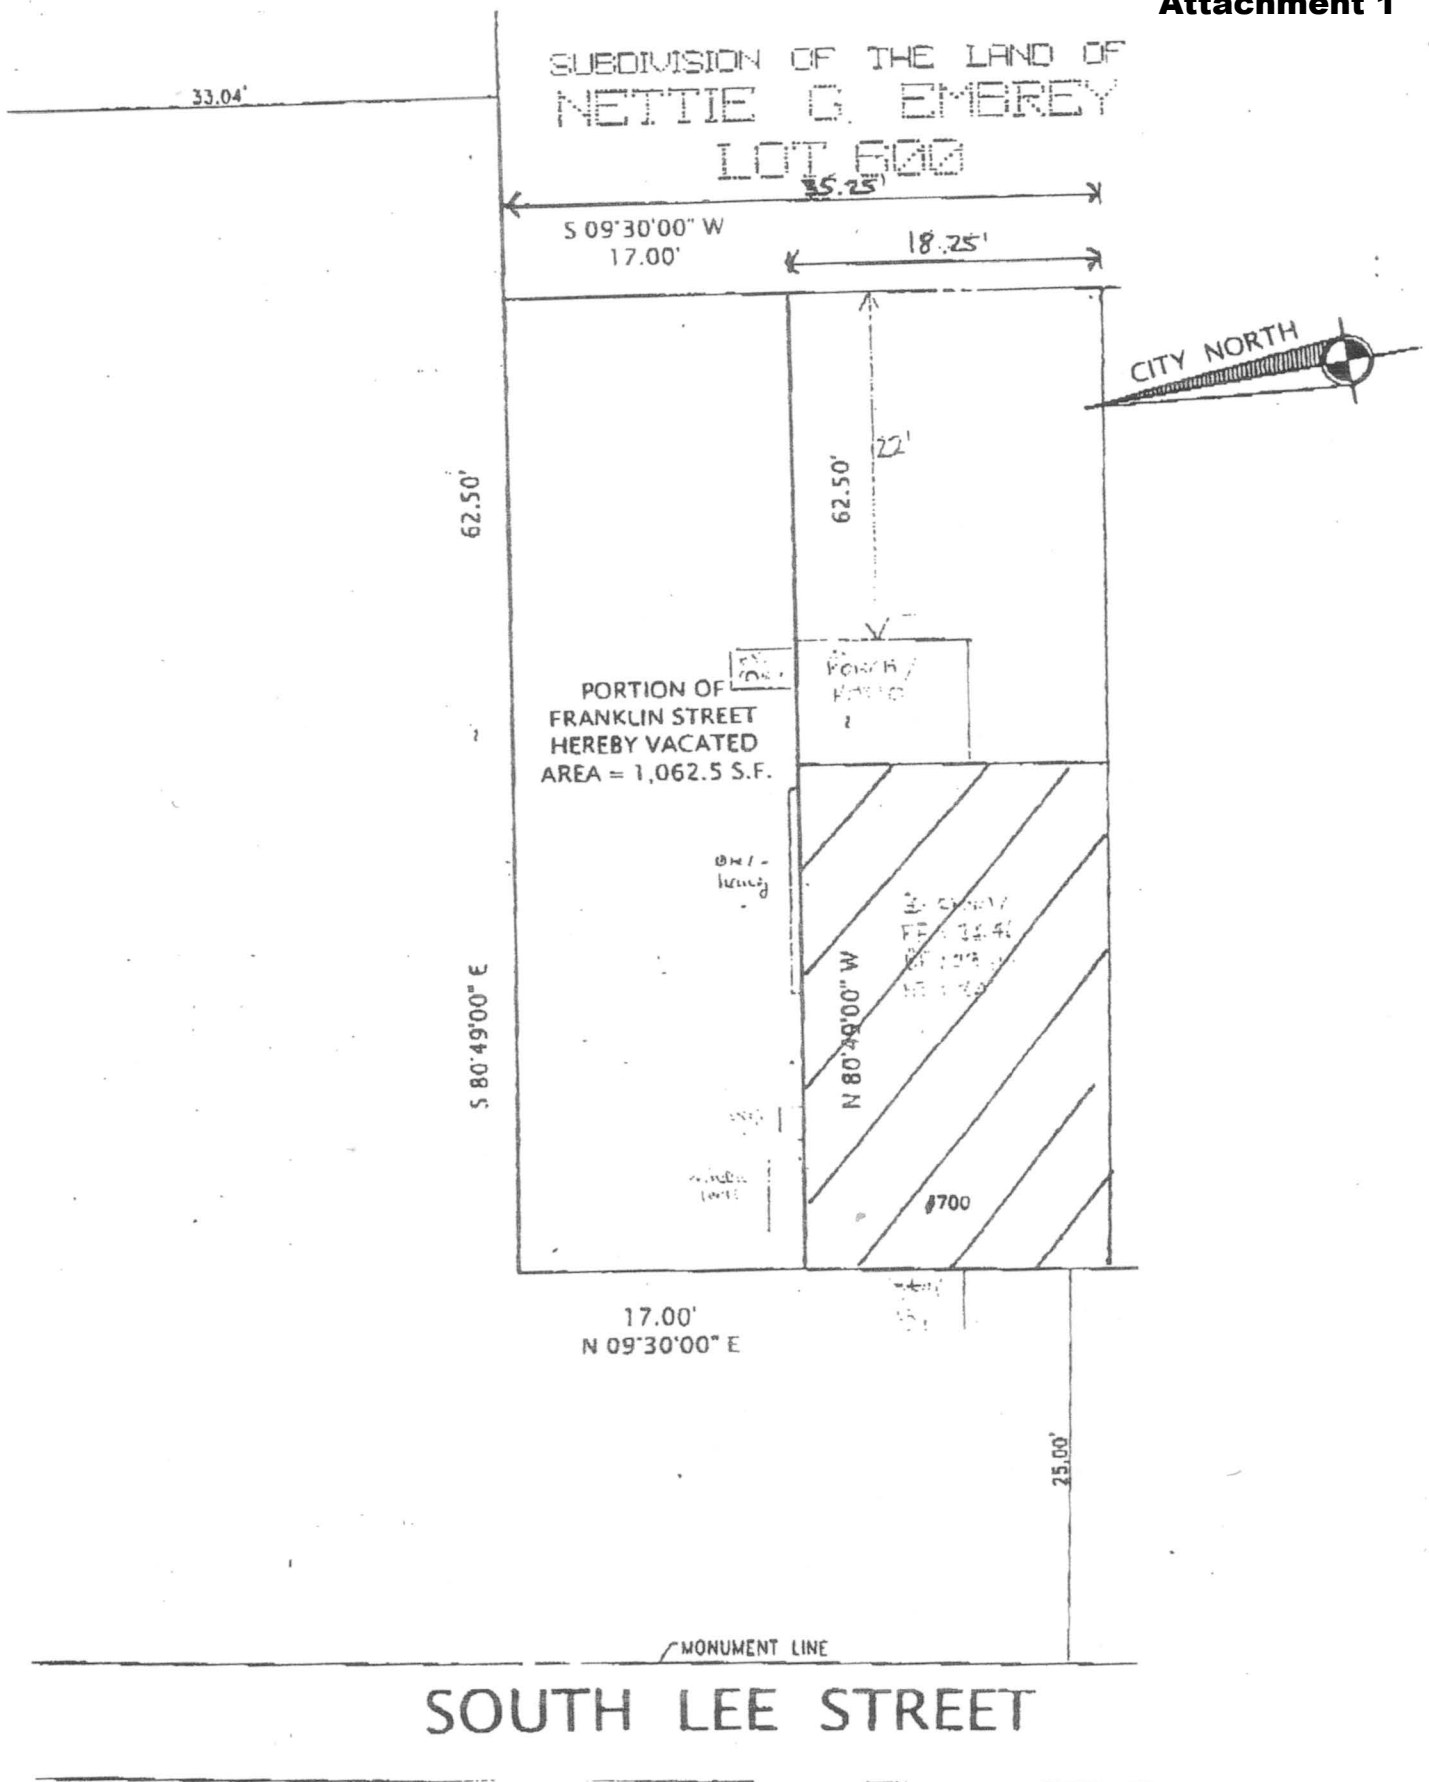 Attachment 1
SUBDIVISION OF THE LAND OF
NETTIE G. EMBREY
LOT 600
33.04'
35.25'
S 09°30'00" W
17.00'
18.25'
CITY NORTH
22'
62.50'
62.50'
PORCH /
PATIO
PORTION OF
FRANKLIN STREET
HEREBY VACATED
AREA = 1,062.5 S.F.
S 80°49'00" E
N 80°49'00" W
#700
17.00'
N 09°30'00" E
25.00'
MONUMENT LINE
SOUTH LEE STREET